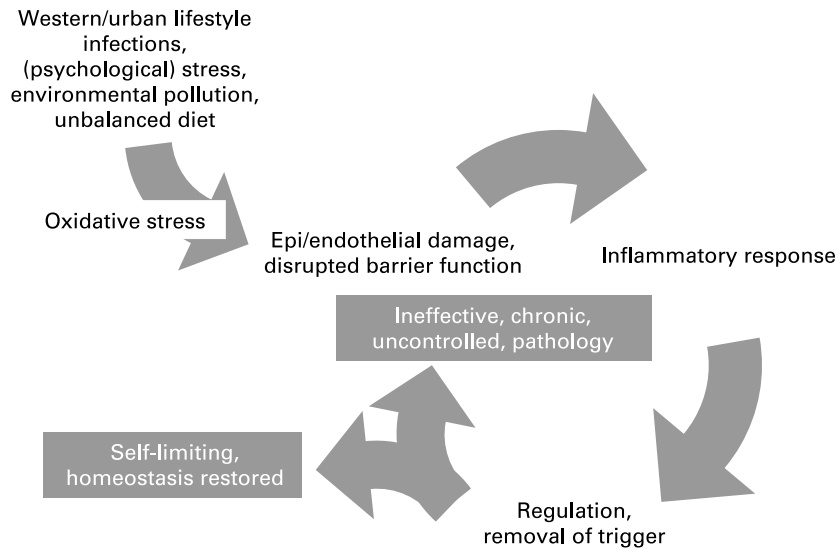 Western/urban lifestyle
infections,
(psychological) stress,
environmental pollution,
unbalanced diet
Oxidative stress
Epi/endothelial damage,
disrupted barrier function
Inflammatory response
Ineffective, chronic,
uncontrolled, pathology
Self-limiting,
homeostasis restored
Regulation,
removal of trigger